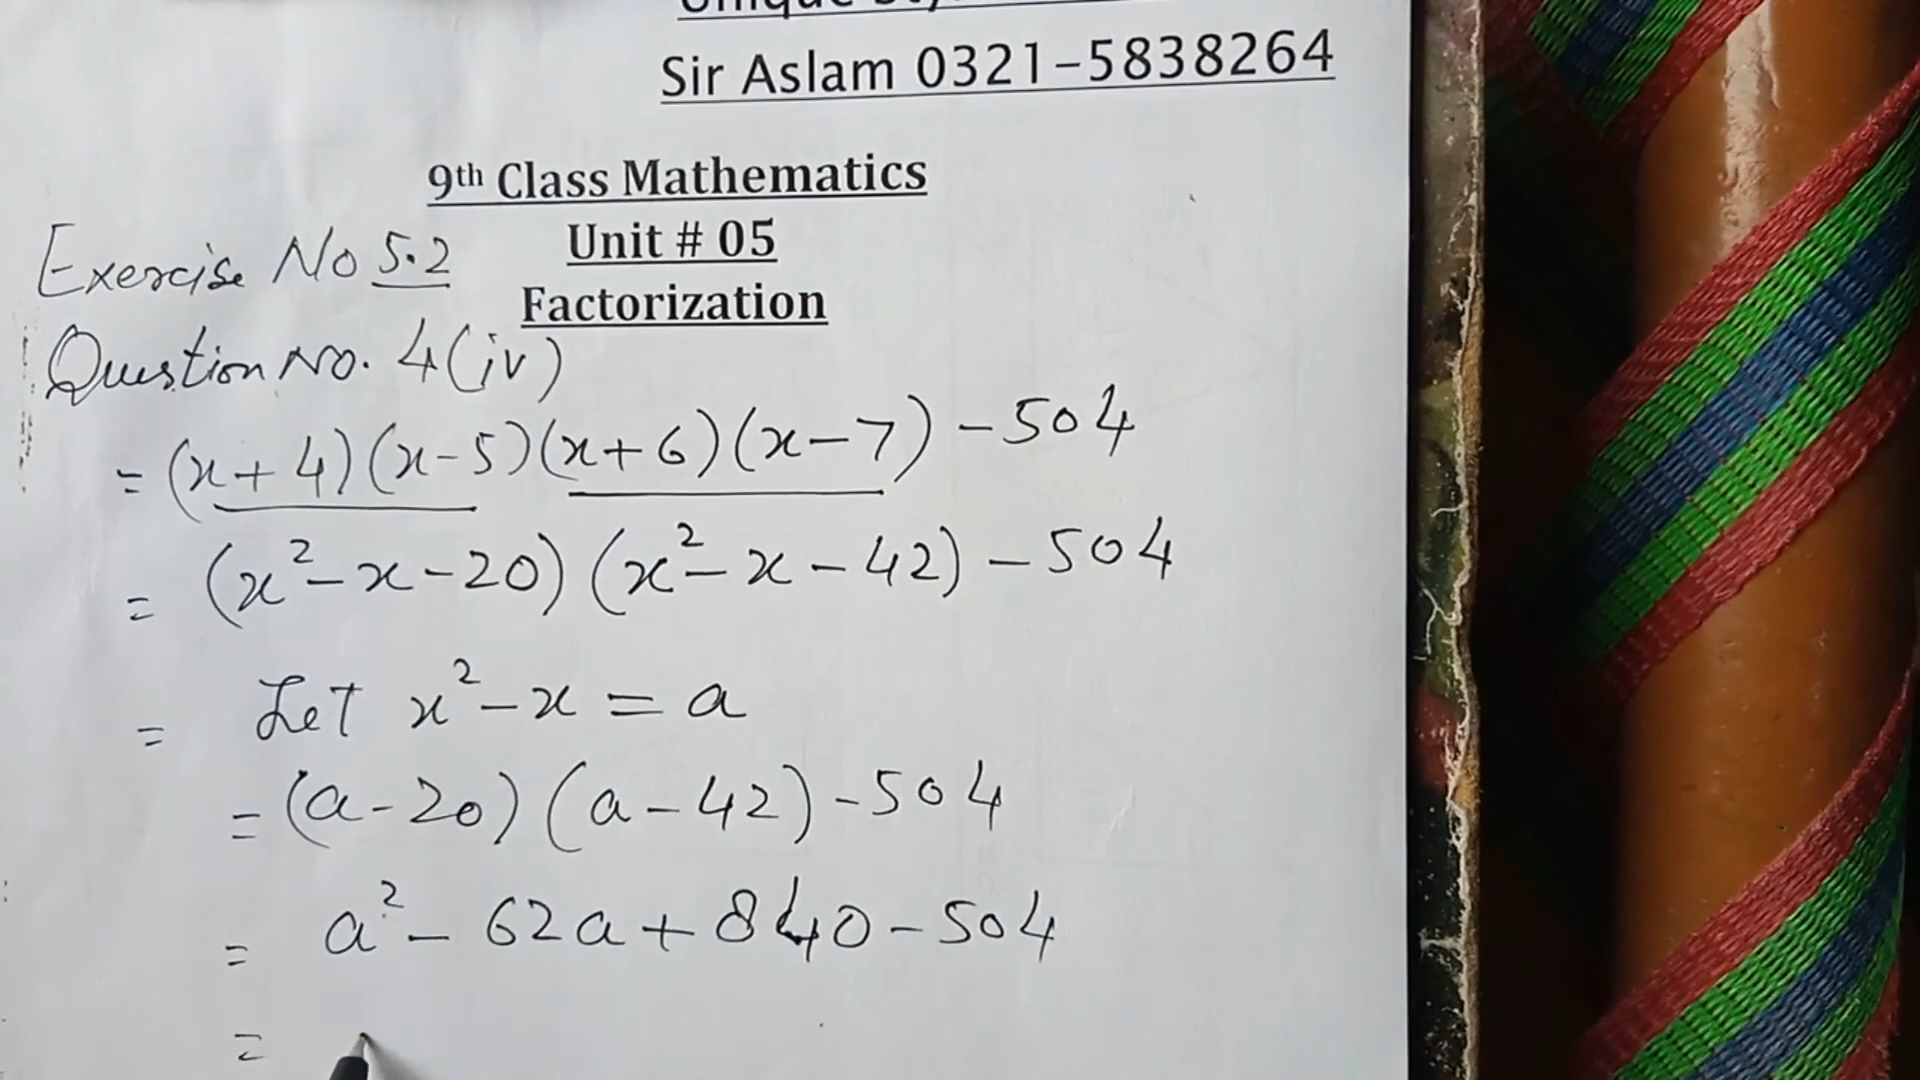 Sir Aslam 0321-5838264
9th Class Mathematics
Unit # 05
Factorization
Exercise No 5.2
Question No. 4(iv)
= (x+4)(x-5)(x+6)(x-7) - 504
= (x²-x-20)(x²-x-42) - 504
= Let x²-x = a
= (a-20)(a-42) - 504
= a² - 62a + 840 - 504
=